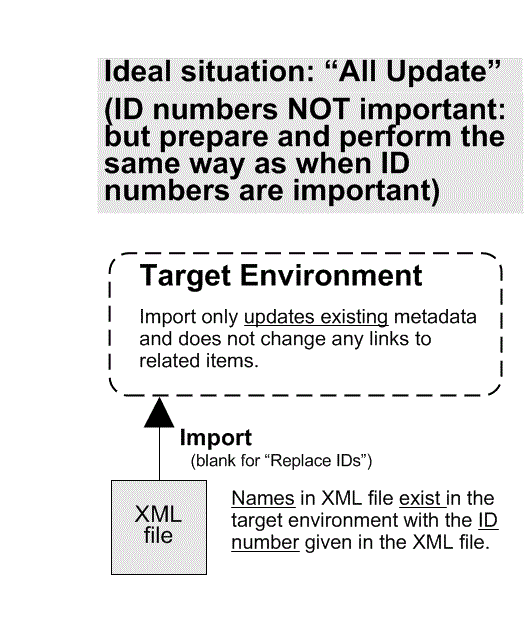 Ideal situation: “All Update”
(ID numbers NOT important:
but prepare and perform the
same way as when ID
numbers are important)
Target Environment
Import only updates existing metadata
and does not change any links to
related items.
Import
(blank for “Replace IDs”)
XML
file
Names in XML file exist in the
target environment with the ID
number given in the XML file.